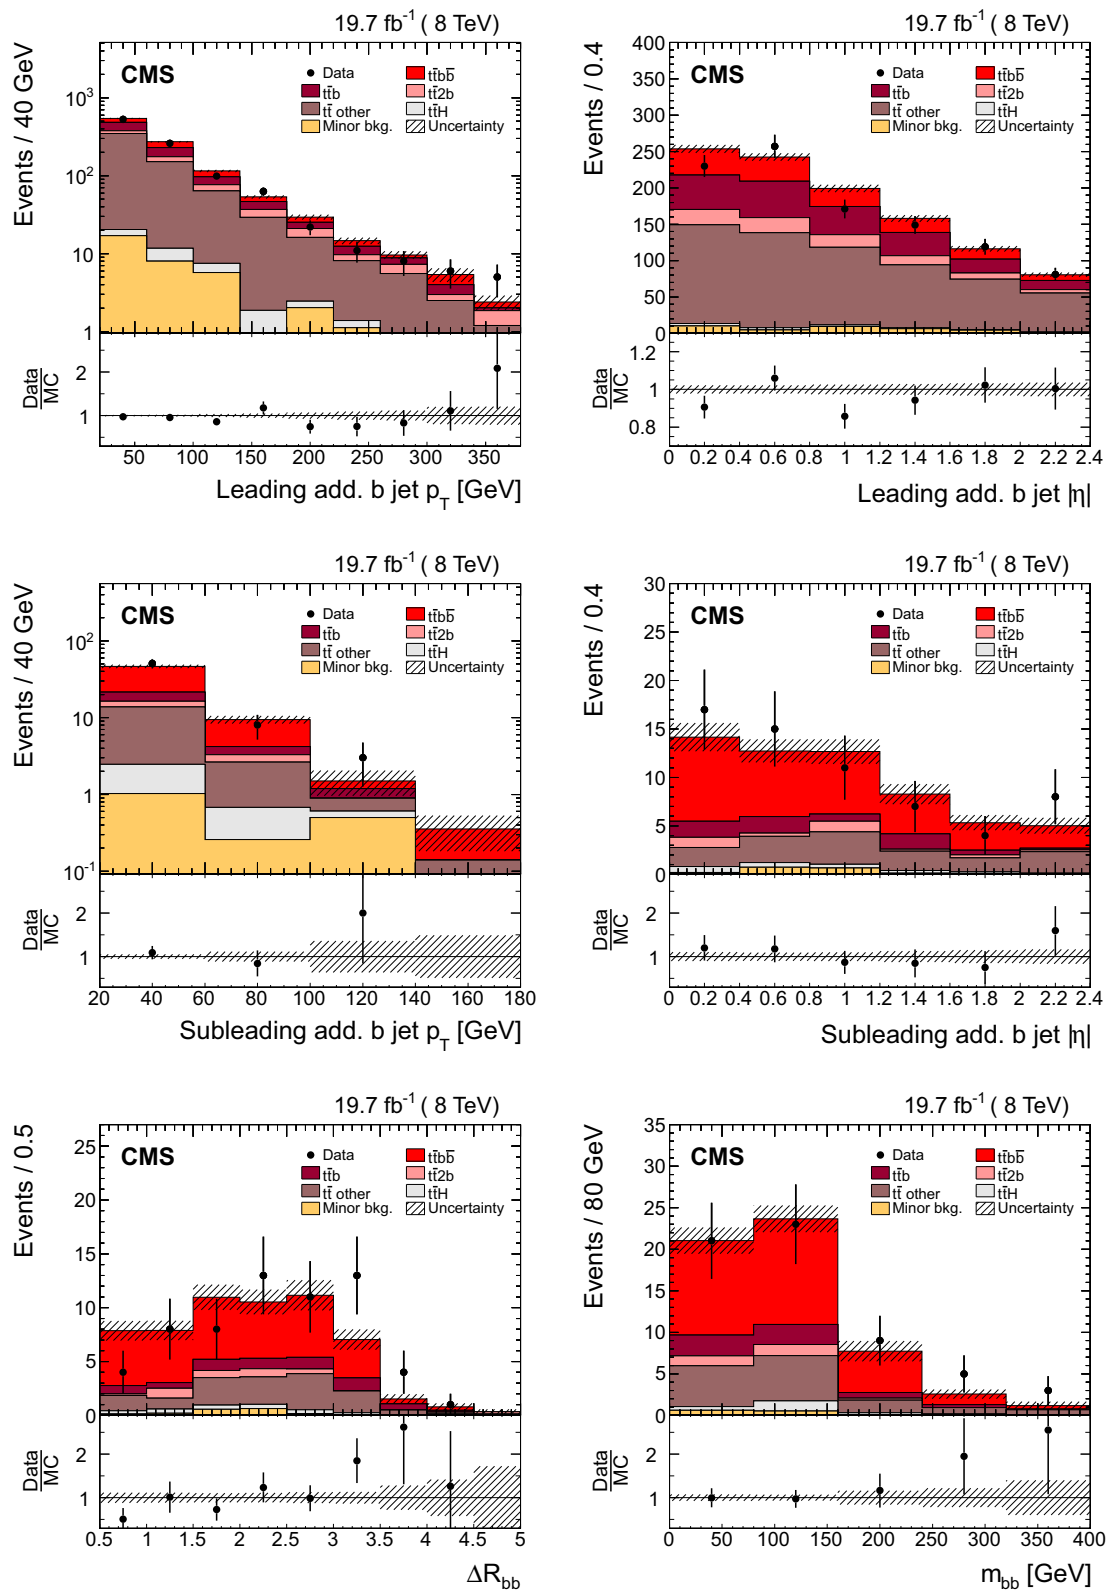 19.7 fb⁻¹ ( 8 TeV)
Events / 40 GeV
CMS
Data
tt̄bb̄
tt̄b
tt̄2b
tt̄ other
tt̄H
Minor bkg.
Uncertainty
10³
10²
10
1
Data
MC
2
1
50 100 150 200 250 300 350
Leading add. b jet p_T [GeV]
19.7 fb⁻¹ ( 8 TeV)
Events / 0.4
CMS
Data
tt̄bb̄
tt̄b
tt̄2b
tt̄ other
tt̄H
Minor bkg.
Uncertainty
400
350
300
250
200
150
100
50
0
Data
MC
1.2
1
0.8
0 0.2 0.4 0.6 0.8 1 1.2 1.4 1.6 1.8 2 2.2 2.4
Leading add. b jet |η|
19.7 fb⁻¹ ( 8 TeV)
Events / 40 GeV
CMS
Data
tt̄bb̄
tt̄b
tt̄2b
tt̄ other
tt̄H
Minor bkg.
Uncertainty
10²
10
1
10⁻¹
Data
MC
2
1
20 40 60 80 100 120 140 160 180
Subleading add. b jet p_T [GeV]
19.7 fb⁻¹ ( 8 TeV)
Events / 0.4
CMS
Data
tt̄bb̄
tt̄b
tt̄2b
tt̄ other
tt̄H
Minor bkg.
Uncertainty
30
25
20
15
10
5
0
Data
MC
2
1
0 0.2 0.4 0.6 0.8 1 1.2 1.4 1.6 1.8 2 2.2 2.4
Subleading add. b jet |η|
19.7 fb⁻¹ ( 8 TeV)
Events / 0.5
CMS
Data
tt̄bb̄
tt̄b
tt̄2b
tt̄ other
tt̄H
Minor bkg.
Uncertainty
25
20
15
10
5
0
Data
MC
2
1
0.5 1 1.5 2 2.5 3 3.5 4 4.5 5
ΔR_bb
19.7 fb⁻¹ ( 8 TeV)
Events / 80 GeV
CMS
Data
tt̄bb̄
tt̄b
tt̄2b
tt̄ other
tt̄H
Minor bkg.
Uncertainty
35
30
25
20
15
10
5
0
Data
MC
2
1
0 50 100 150 200 250 300 350 400
m_bb [GeV]